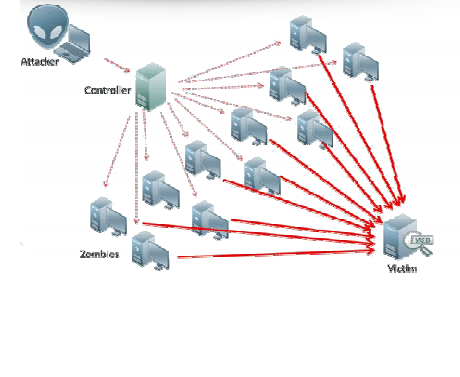 Attacker
Controller
Zombies
Victim